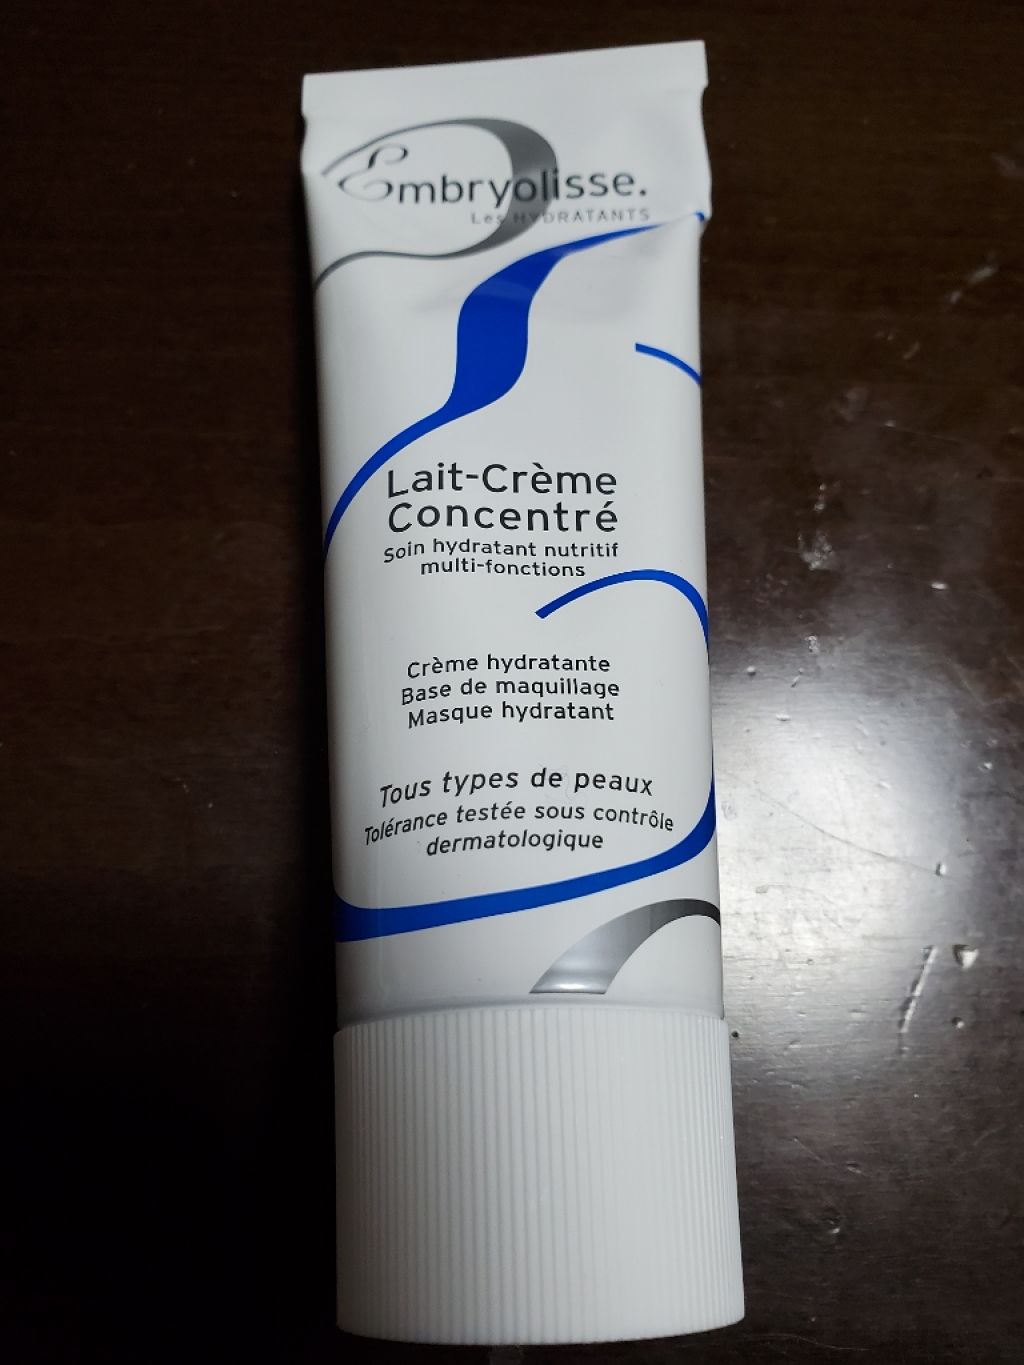 Embryolisse.
Les HYDRATANTS
Lait-Crème
Concentré
Soin hydratant nutritif
multi-fonctions
Crème hydratante
Base de maquillage
Masque hydratant
Tous types de peaux
Tolérance testée sous contrôle
dermatologique